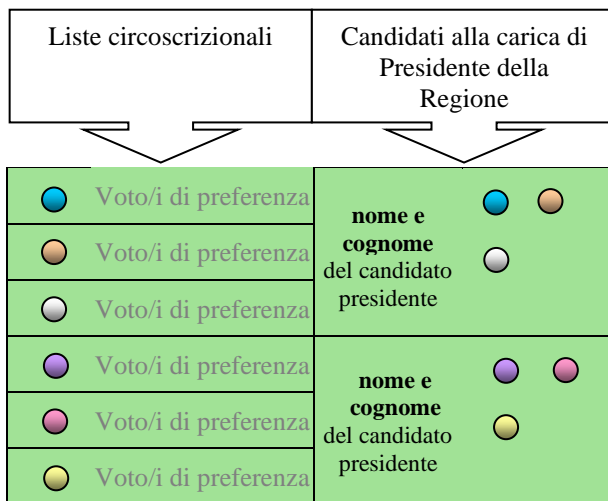 Liste circoscrizionali
Candidati alla carica di
Presidente della
Regione
Voto/i di preferenza
Voto/i di preferenza
Voto/i di preferenza
nome e
cognome
del candidato
presidente
Voto/i di preferenza
Voto/i di preferenza
Voto/i di preferenza
nome e
cognome
del candidato
presidente